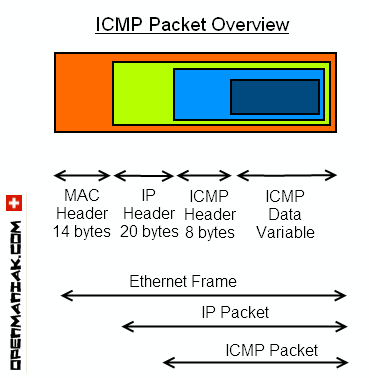 ICMP Packet Overview
MAC
Header
14 bytes
IP
Header
20 bytes
ICMP
Header
8 bytes
ICMP
Data
Variable
Ethernet Frame
IP Packet
ICMP Packet
OPENMANIAK.COM